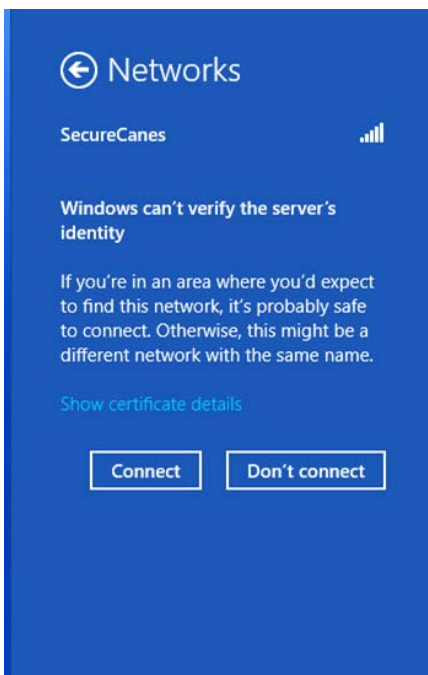 Networks
SecureCanes
Windows can't verify the server's
identity
If you're in an area where you'd expect
to find this network, it's probably safe
to connect. Otherwise, this might be a
different network with the same name.
Show certificate details
Connect
Don't connect